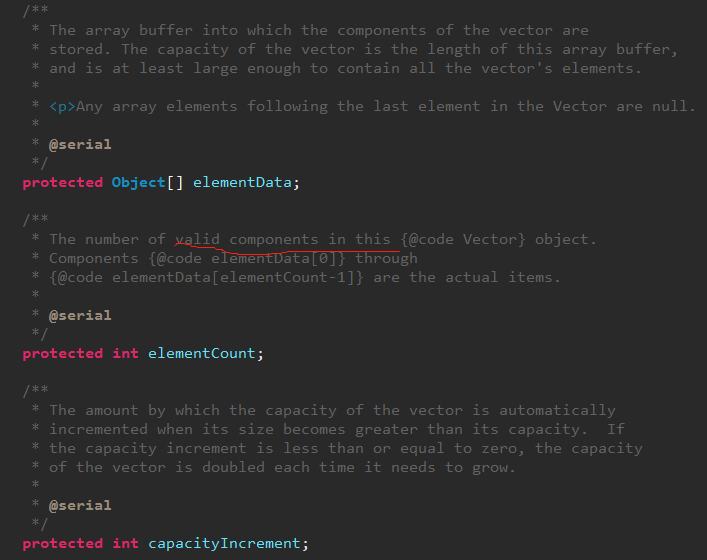 /**
* The array buffer into which the components of the vector are
* stored. The capacity of the vector is the length of this array buffer,
* and is at least large enough to contain all the vector's elements.
*
* <p>Any array elements following the last element in the Vector are null.
*
* @serial
*/
protected Object[] elementData;
/**
* The number of valid components in this {@code Vector} object.
* Components {@code elementData[0]} through
* {@code elementData[elementCount-1]} are the actual items.
*
* @serial
*/
protected int elementCount;
/**
* The amount by which the capacity of the vector is automatically
* incremented when its size becomes greater than its capacity.  If
* the capacity increment is less than or equal to zero, the capacity
* of the vector is doubled each time it needs to grow.
*
* @serial
*/
protected int capacityIncrement;